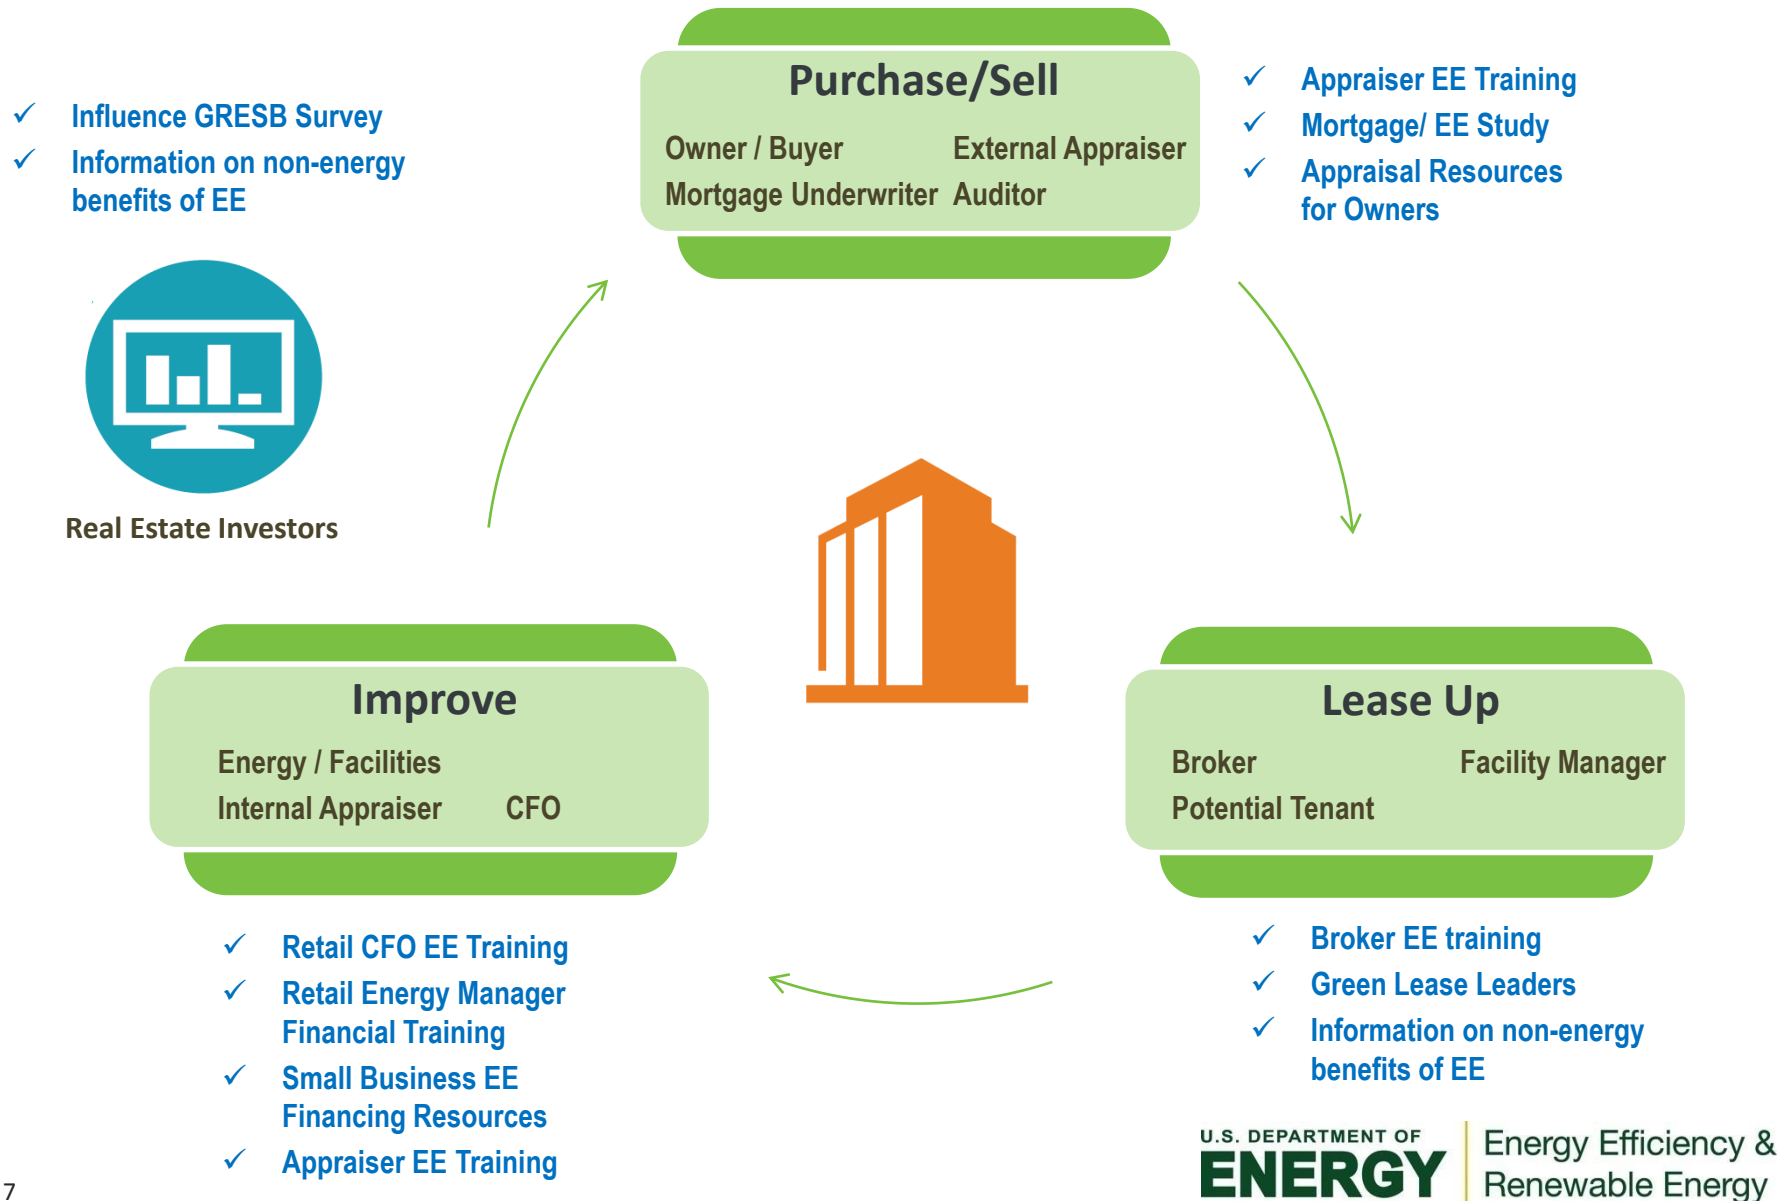 Purchase/Sell
Owner / Buyer External Appraiser
Mortgage Underwriter Auditor
✓ Appraiser EE Training
✓ Mortgage/ EE Study
✓ Appraisal Resources
for Owners
✓ Influence GRESB Survey
✓ Information on non-energy
benefits of EE
Real Estate Investors
Improve
Energy / Facilities
Internal Appraiser CFO
✓ Retail CFO EE Training
✓ Retail Energy Manager
Financial Training
✓ Small Business EE
Financing Resources
✓ Appraiser EE Training
Lease Up
Broker Facility Manager
Potential Tenant
✓ Broker EE training
✓ Green Lease Leaders
✓ Information on non-energy
benefits of EE
U.S. DEPARTMENT OF
ENERGY
Energy Efficiency &
Renewable Energy
7